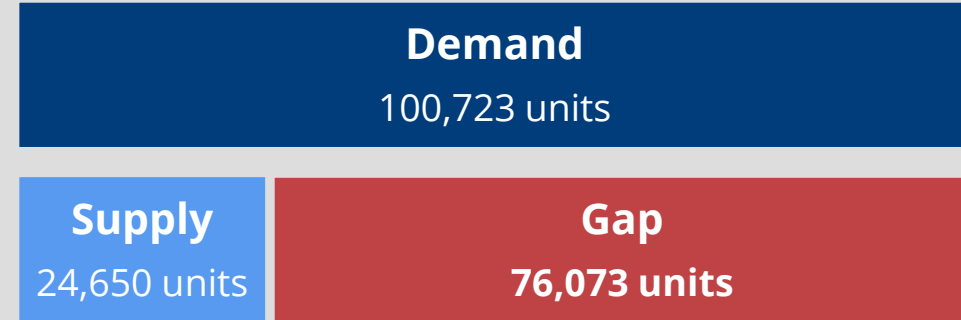 Demand
100,723 units
Supply
24,650 units
Gap
76,073 units